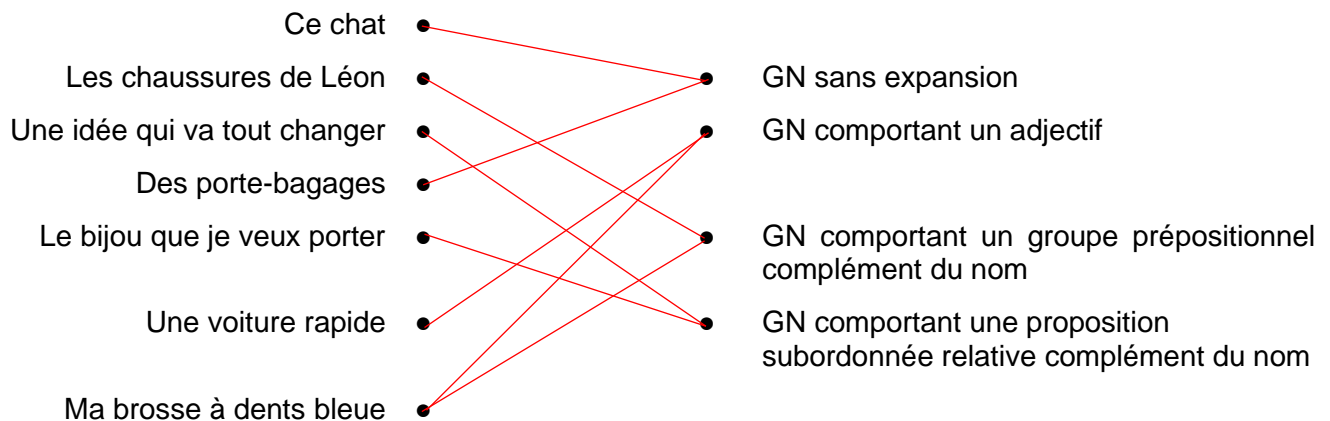 Ce chat
Les chaussures de Léon
GN sans expansion
Une idée qui va tout changer
GN comportant un adjectif
Des porte-bagages
Le bijou que je veux porter
GN comportant un groupe prépositionnel
complément du nom
Une voiture rapide
GN comportant une proposition
subordonnée relative complément du nom
Ma brosse à dents bleue